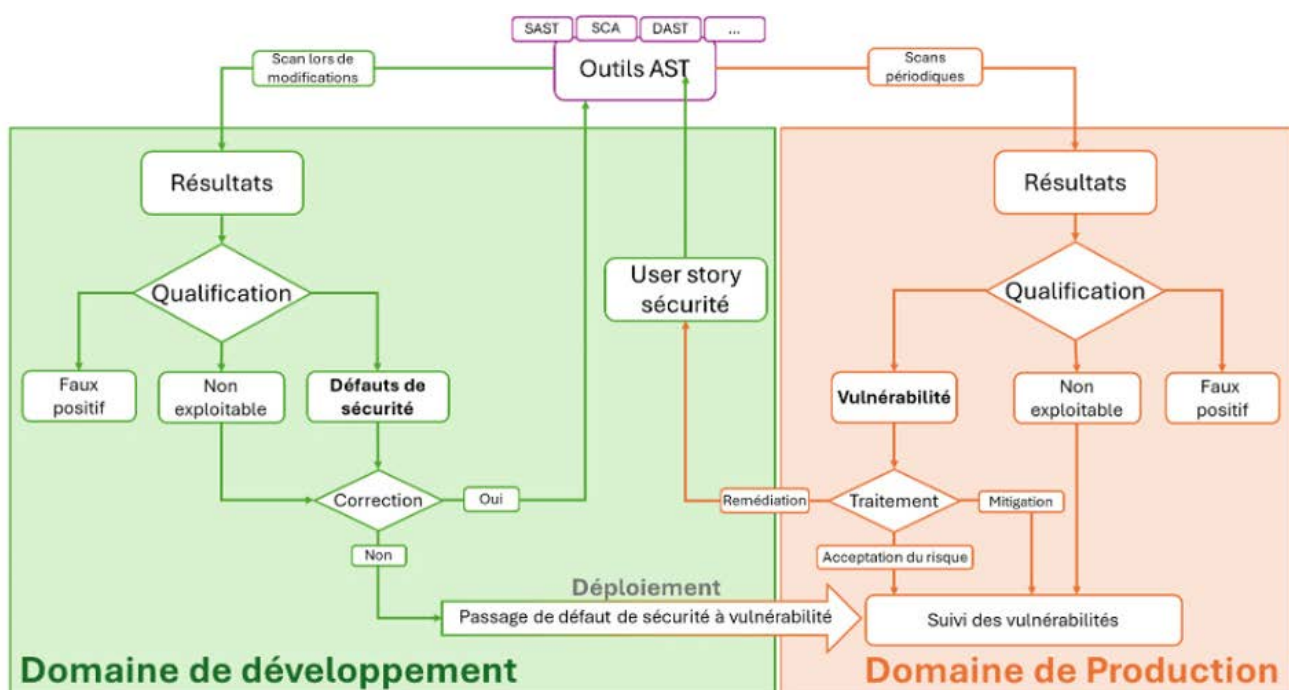 SAST
SCA
DAST
...
Outils AST
Scan lors de
modifications
Scans
périodiques
Résultats
Résultats
Qualification
User story
sécurité
Qualification
Faux
positif
Non
exploitable
Défauts de
sécurité
Vulnérabilité
Non
exploitable
Faux
positif
Correction
Oui
Remédiation
Traitement
Mitigation
Non
Acceptation du risque
Déploiement
Passage de défaut de sécurité à vulnérabilité
Suivi des vulnérabilités
Domaine de développement
Domaine de Production